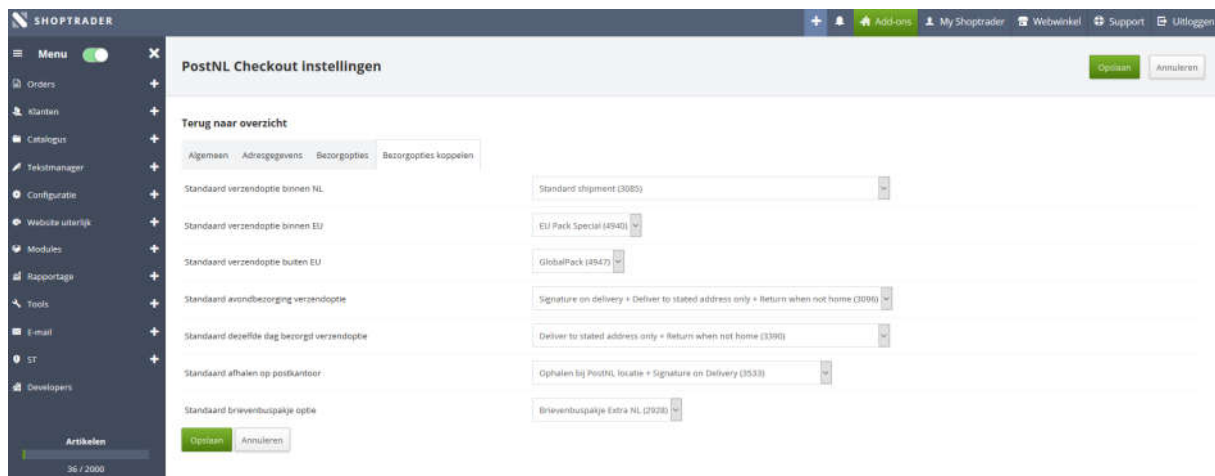 SHOPTRADER
Add-ons My Shoptrader Webwinkel Support Uitloggen
Menu
Orders
Klanten
Catalogus
Tekstmanager
Configuratie
Website uiterlijk
Modules
Rapportage
Tools
E-mail
ST
Developers
Artikelen
36 / 2000
PostNL Checkout instellingen
Opslaan Annuleren
Terug naar overzicht
Algemeen Adresgegevens Bezorgopties Bezorgopties koppelen
Standaard verzendoptie binnen NL Standard shipment (3085)
Standaard verzendoptie binnen EU EU Pack Special (4940)
Standaard verzendoptie buiten EU GlobalPack (4947)
Standaard avondbezorging verzendoptie Signature on delivery + Deliver to stated address only + Return when not home (3096)
Standaard dezelfde dag bezorgd verzendoptie Deliver to stated address only + Return when not home (3390)
Standaard afhalen op postkantoor Ophalen bij PostNL locatie + Signature on Delivery (3533)
Standaard brievenbuspakje optie Brievenbuspakje Extra NL (2928)
Opslaan Annuleren